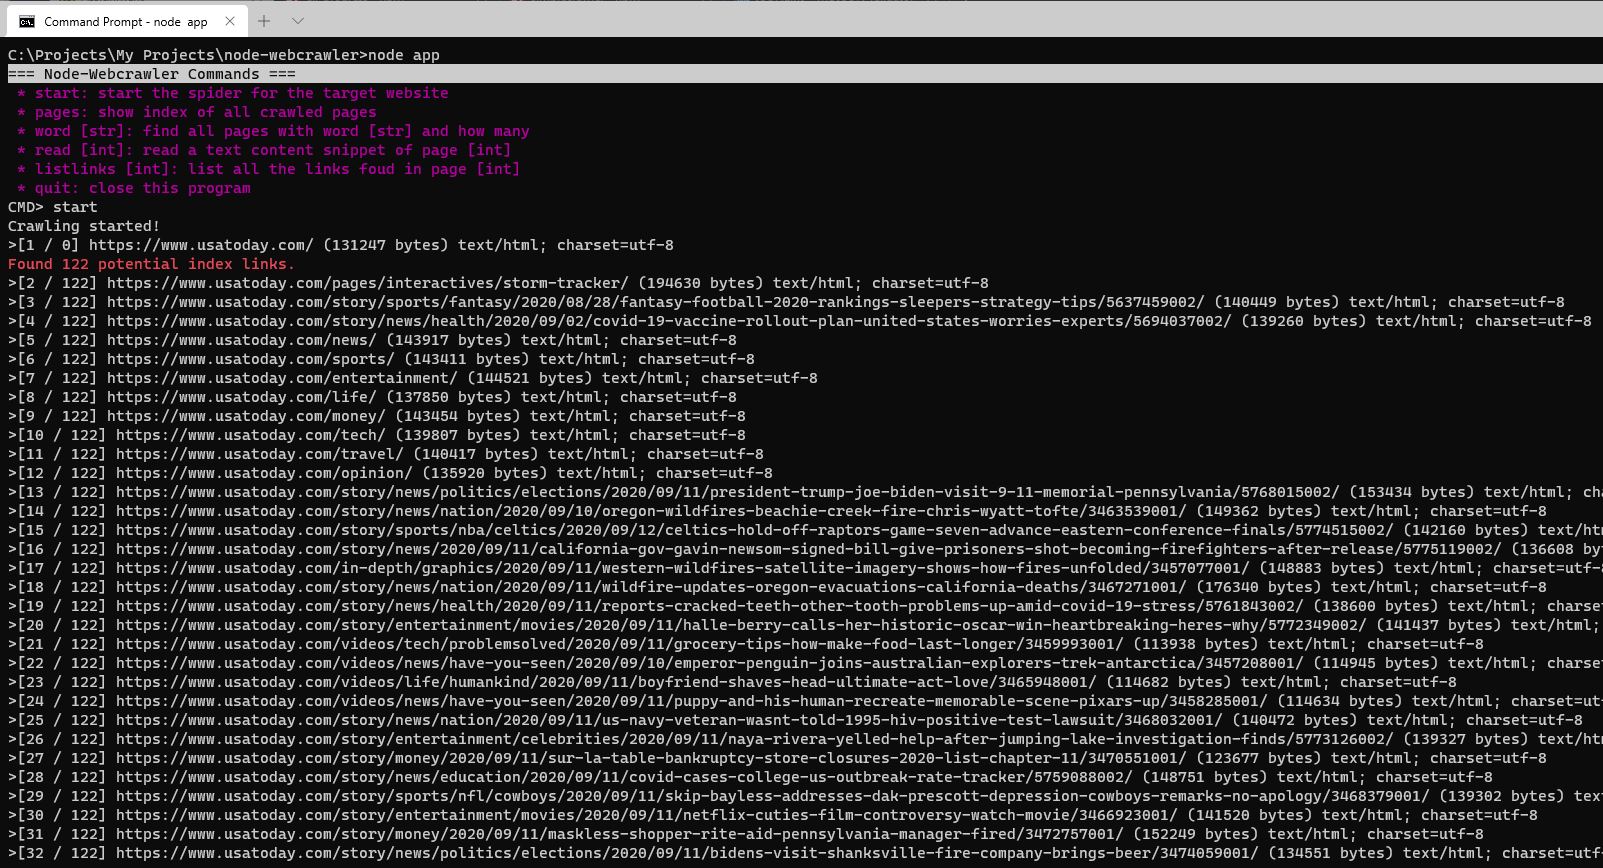 Command Prompt - node  app
C:\Projects\My Projects\node-webcrawler>node app
=== Node-Webcrawler Commands ===
* start: start the spider for the target website
* pages: show index of all crawled pages
* word [str]: find all pages with word [str] and how many
* read [int]: read a text content snippet of page [int]
* listlinks [int]: list all the links foud in page [int]
* quit: close this program
CMD> start
Crawling started!
>[1 / 0] https://www.usatoday.com/ (131247 bytes) text/html; charset=utf-8
Found 122 potential index links.
>[2 / 122] https://www.usatoday.com/pages/interactives/storm-tracker/ (194630 bytes) text/html; charset=utf-8
>[3 / 122] https://www.usatoday.com/story/sports/fantasy/2020/08/28/fantasy-football-2020-rankings-sleepers-strategy-tips/5637459002/ (140449 bytes) text/html; charset=utf-8
>[4 / 122] https://www.usatoday.com/story/news/health/2020/09/02/covid-19-vaccine-rollout-plan-united-states-worries-experts/5694037002/ (139260 bytes) text/html; charset=utf-8
>[5 / 122] https://www.usatoday.com/news/ (143917 bytes) text/html; charset=utf-8
>[6 / 122] https://www.usatoday.com/sports/ (143411 bytes) text/html; charset=utf-8
>[7 / 122] https://www.usatoday.com/entertainment/ (144521 bytes) text/html; charset=utf-8
>[8 / 122] https://www.usatoday.com/life/ (137850 bytes) text/html; charset=utf-8
>[9 / 122] https://www.usatoday.com/money/ (143454 bytes) text/html; charset=utf-8
>[10 / 122] https://www.usatoday.com/tech/ (139807 bytes) text/html; charset=utf-8
>[11 / 122] https://www.usatoday.com/travel/ (140417 bytes) text/html; charset=utf-8
>[12 / 122] https://www.usatoday.com/opinion/ (135920 bytes) text/html; charset=utf-8
>[13 / 122] https://www.usatoday.com/story/news/politics/elections/2020/09/11/president-trump-joe-biden-visit-9-11-memorial-pennsylvania/5768015002/ (153434 bytes) text/html; cha
>[14 / 122] https://www.usatoday.com/story/news/nation/2020/09/10/oregon-wildfires-beachie-creek-fire-chris-wyatt-tofte/3463539001/ (149362 bytes) text/html; charset=utf-8
>[15 / 122] https://www.usatoday.com/story/sports/nba/celtics/2020/09/12/celtics-hold-off-raptors-game-seven-advance-eastern-conference-finals/5774515002/ (142160 bytes) text/htm
>[16 / 122] https://www.usatoday.com/story/news/2020/09/11/california-gov-gavin-newsom-signed-bill-give-prisoners-shot-becoming-firefighters-after-release/5775119002/ (136608 byt
>[17 / 122] https://www.usatoday.com/in-depth/graphics/2020/09/11/western-wildfires-satellite-imagery-shows-how-fires-unfolded/3457077001/ (148883 bytes) text/html; charset=utf-8
>[18 / 122] https://www.usatoday.com/story/news/nation/2020/09/11/wildfire-updates-oregon-evacuations-california-deaths/3467271001/ (176340 bytes) text/html; charset=utf-8
>[19 / 122] https://www.usatoday.com/story/news/health/2020/09/11/reports-cracked-teeth-other-tooth-problems-up-amid-covid-19-stress/5761843002/ (138600 bytes) text/html; charset
>[20 / 122] https://www.usatoday.com/story/entertainment/movies/2020/09/11/halle-berry-calls-her-historic-oscar-win-heartbreaking-heres-why/5772349002/ (141437 bytes) text/html;
>[21 / 122] https://www.usatoday.com/videos/tech/problemsolved/2020/09/11/grocery-tips-how-make-food-last-longer/3459993001/ (113938 bytes) text/html; charset=utf-8
>[22 / 122] https://www.usatoday.com/videos/news/have-you-seen/2020/09/10/emperor-penguin-joins-australian-explorers-trek-antarctica/3457208001/ (114945 bytes) text/html; charset
>[23 / 122] https://www.usatoday.com/videos/life/humankind/2020/09/11/boyfriend-shaves-head-ultimate-act-love/3465948001/ (114682 bytes) text/html; charset=utf-8
>[24 / 122] https://www.usatoday.com/videos/news/have-you-seen/2020/09/11/puppy-and-his-human-recreate-memorable-scene-pixars-up/3458285001/ (114634 bytes) text/html; charset=utf-
>[25 / 122] https://www.usatoday.com/story/news/nation/2020/09/11/us-navy-veteran-wasnt-told-1995-hiv-positive-test-lawsuit/3468032001/ (140472 bytes) text/html; charset=utf-8
>[26 / 122] https://www.usatoday.com/story/entertainment/celebrities/2020/09/11/naya-rivera-yelled-help-after-jumping-lake-investigation-finds/5773126002/ (139327 bytes) text/htm
>[27 / 122] https://www.usatoday.com/story/money/2020/09/11/sur-la-table-bankruptcy-store-closures-2020-list-chapter-11/3470551001/ (123677 bytes) text/html; charset=utf-8
>[28 / 122] https://www.usatoday.com/story/news/education/2020/09/11/covid-cases-college-us-outbreak-rate-tracker/5759088002/ (148751 bytes) text/html; charset=utf-8
>[29 / 122] https://www.usatoday.com/story/sports/nfl/cowboys/2020/09/11/skip-bayless-addresses-dak-prescott-depression-cowboys-remarks-no-apology/3468379001/ (139302 bytes) text
>[30 / 122] https://www.usatoday.com/story/entertainment/movies/2020/09/11/netflix-cuties-film-controversy-watch-movie/3466923001/ (141520 bytes) text/html; charset=utf-8
>[31 / 122] https://www.usatoday.com/story/money/2020/09/11/maskless-shopper-rite-aid-pennsylvania-manager-fired/3472757001/ (152249 bytes) text/html; charset=utf-8
>[32 / 122] https://www.usatoday.com/story/news/politics/elections/2020/09/11/bidens-visit-shanksville-fire-company-brings-beer/3474059001/ (134551 bytes) text/html; charset=utf-